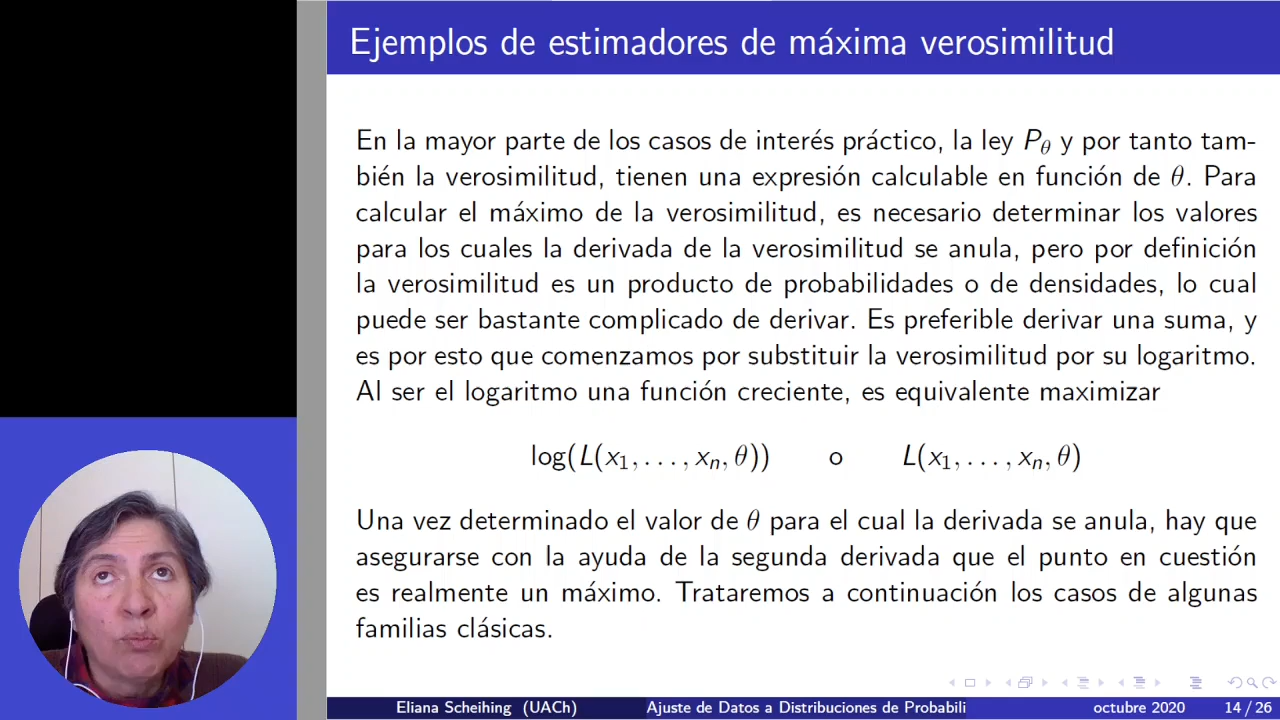 Ejemplos de estimadores de máxima verosimilitud
En la mayor parte de los casos de interés práctico, la ley P_θ y por tanto tam-
bién la verosimilitud, tienen una expresión calculable en función de θ. Para
calcular el máximo de la verosimilitud, es necesario determinar los valores
para los cuales la derivada de la verosimilitud se anula, pero por definición
la verosimilitud es un producto de probabilidades o de densidades, lo cual
puede ser bastante complicado de derivar. Es preferible derivar una suma, y
es por esto que comenzamos por substituir la verosimilitud por su logaritmo.
Al ser el logaritmo una función creciente, es equivalente maximizar
log(L(x₁, . . . , xₙ, θ)) o L(x₁, . . . , xₙ, θ)
Una vez determinado el valor de θ para el cual la derivada se anula, hay que
asegurarse con la ayuda de la segunda derivada que el punto en cuestión
es realmente un máximo. Trataremos a continuación los casos de algunas
familias clásicas.
Eliana Scheihing (UACh) Ajuste de Datos a Distribuciones de Probabili octubre 2020 14 / 26